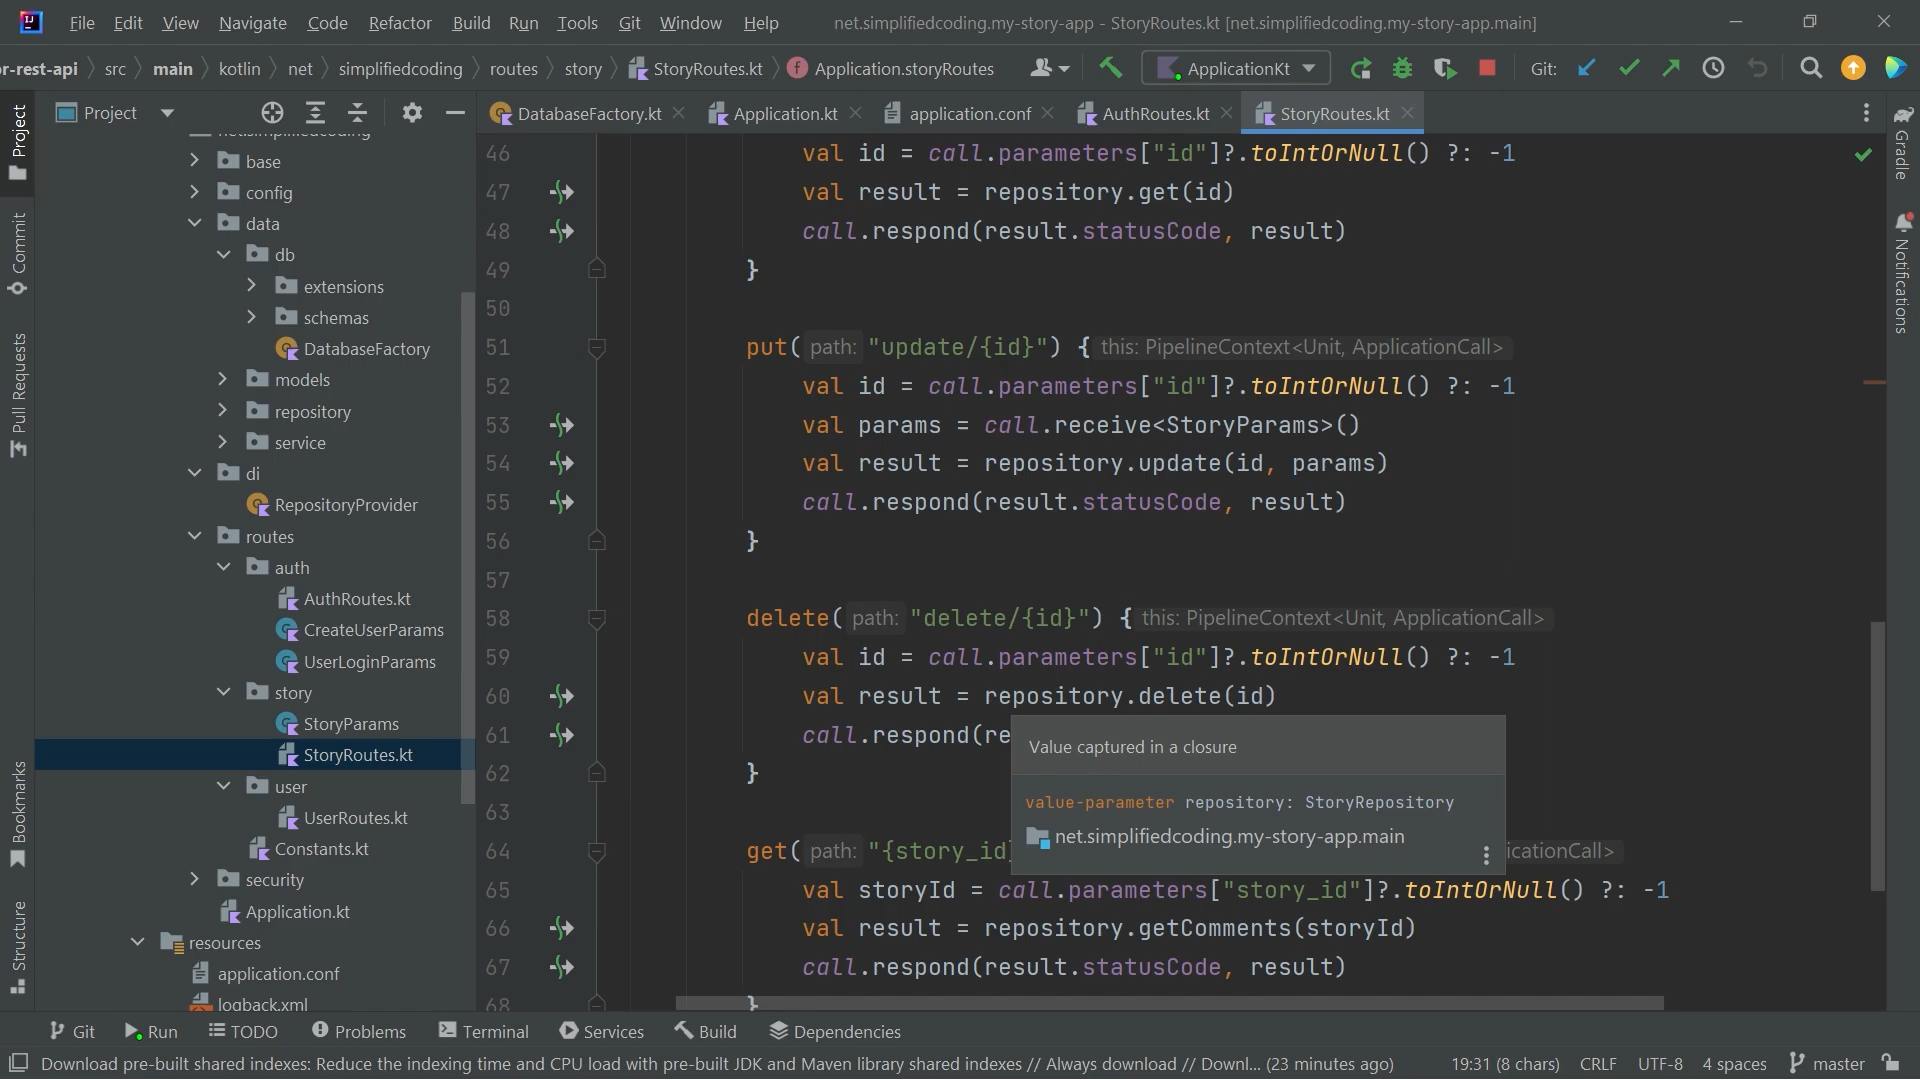 File Edit View Navigate Code Refactor Build Run Tools Git Window Help net.simplifiedcoding.my-story-app - StoryRoutes.kt [net.simplifiedcoding.my-story-app.main]
or-rest-api src main kotlin net simplifiedcoding routes story StoryRoutes.kt Application.storyRoutes ApplicationKt Git:
Project
DatabaseFactory.kt Application.kt application.conf AuthRoutes.kt StoryRoutes.kt
Project
Commit
Pull Requests
Bookmarks
Structure
net.simplifiedcoding
base
config
data
db
extensions
schemas
DatabaseFactory
models
repository
service
di
RepositoryProvider
routes
auth
AuthRoutes.kt
CreateUserParams
UserLoginParams
story
StoryParams
StoryRoutes.kt
user
UserRoutes.kt
Constants.kt
security
Application.kt
resources
application.conf
logback.xml
46 val id = call.parameters["id"]?.toIntOrNull() ?: -1
47 val result = repository.get(id)
48 call.respond(result.statusCode, result)
49 }
50
51 put( path: "update/{id}") { this: PipelineContext<Unit, ApplicationCall>
52 val id = call.parameters["id"]?.toIntOrNull() ?: -1
53 val params = call.receive<StoryParams>()
54 val result = repository.update(id, params)
55 call.respond(result.statusCode, result)
56 }
57
58 delete( path: "delete/{id}") { this: PipelineContext<Unit, ApplicationCall>
59 val id = call.parameters["id"]?.toIntOrNull() ?: -1
60 val result = repository.delete(id)
61 call.respond(re
62 }
63
64 get( path: "{story_id icationCall>
65 val storyId = call.parameters["story_id"]?.toIntOrNull() ?: -1
66 val result = repository.getComments(storyId)
67 call.respond(result.statusCode, result)
68 }
Value captured in a closure
value-parameter repository: StoryRepository
net.simplifiedcoding.my-story-app.main
Gradle
Notifications
Git Run TODO Problems Terminal Services Build Dependencies
Download pre-built shared indexes: Reduce the indexing time and CPU load with pre-built JDK and Maven library shared indexes // Always download // Downl... (23 minutes ago) 19:31 (8 chars) CRLF UTF-8 4 spaces master